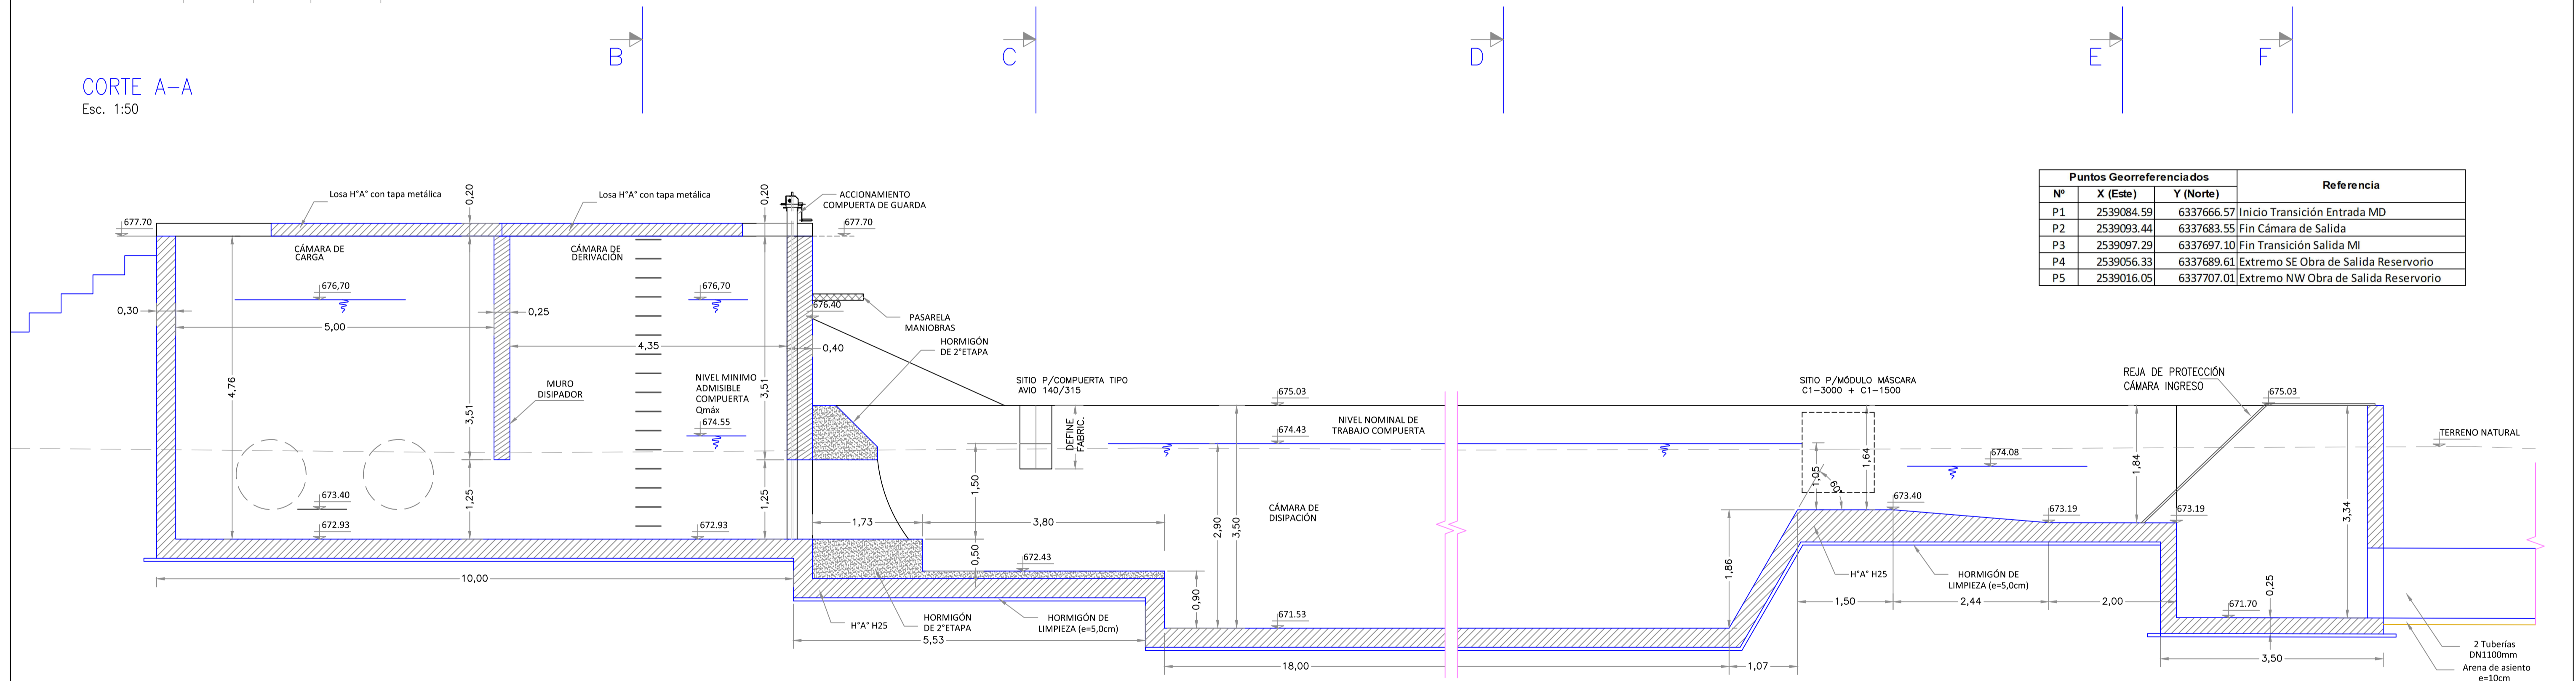 B
C
D
E
F
CORTE A-A
Esc. 1:50
Puntos Georreferenciados
Referencia
Nº X (Este) Y (Norte)
P1 2539084.59 6337666.57 Inicio Transición Entrada MD
P2 2539093.44 6337683.55 Fin Cámara de Salida
P3 2539097.29 6337697.10 Fin Transición Salida MI
P4 2539056.33 6337689.61 Extremo SE Obra de Salida Reservorio
P5 2539016.05 6337707.01 Extremo NW Obra de Salida Reservorio
Losa H°A° con tapa metálica
0,20
Losa H°A° con tapa metálica
0,20
ACCIONAMIENTO
COMPUERTA DE GUARDA
677.70
677.70
CÁMARA DE
CARGA
CÁMARA DE
DERIVACIÓN
676,70
676,70
676.40
0,30
5,00
0,25
4,35
0,40
PASARELA
MANIOBRAS
HORMIGÓN
DE 2°ETAPA
4,76
3,51
3,51
MURO
DISIPADOR
NIVEL MINIMO
ADMISIBLE
COMPUERTA
Qmáx
674.55
SITIO P/COMPUERTA TIPO
AVIO 140/315
DEFINE
FABRIC.
675.03
674.43
NIVEL NOMINAL DE
TRABAJO COMPUERTA
SITIO P/MÓDULO MÁSCARA
C1-3000 + C1-1500
REJA DE PROTECCIÓN
CÁMARA INGRESO
675.03
TERRENO NATURAL
1,05
60°
1,64
674.08
1,84
673.40
1,25
1,25
672.93
672.93
1,73
3,80
1,50
0,50
672.43
2,90
3,50
CÁMARA DE
DISIPACIÓN
673.40
673.19
673.19
3,34
10,00
H°A° H25
HORMIGÓN
DE 2°ETAPA
HORMIGÓN DE
LIMPIEZA (e=5,0cm)
5,53
0,90
671.53
1,86
H°A° H25
HORMIGÓN DE
LIMPIEZA (e=5,0cm)
1,50
2,44
2,00
671.70
0,25
18,00
1,07
3,50
2 Tuberías
DN1100mm
Arena de asiento
e=10cm